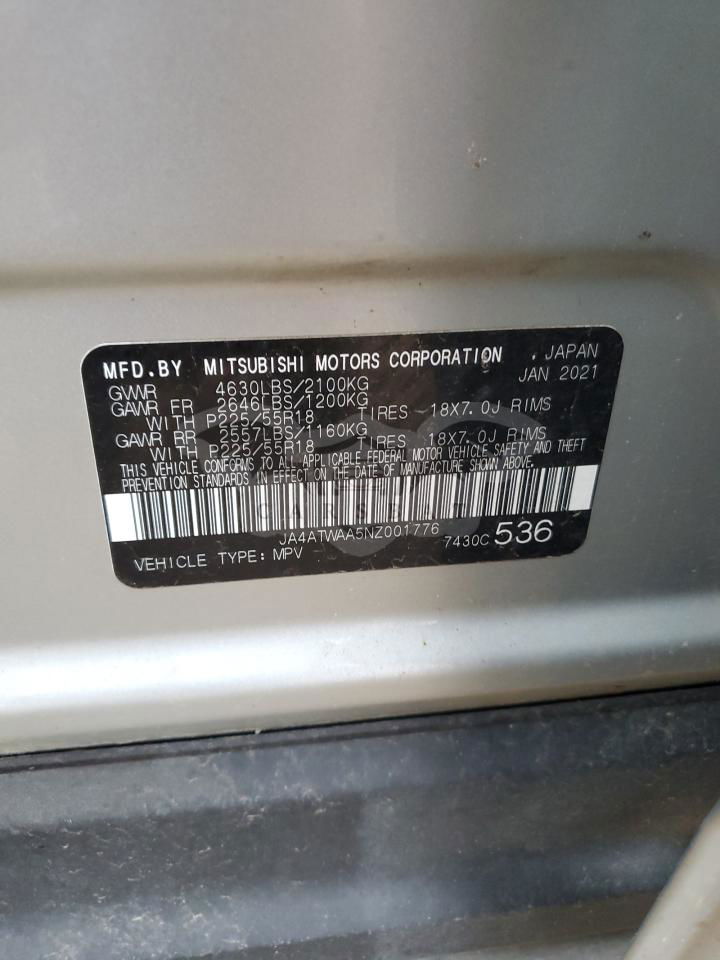 MFD.BY MITSUBISHI MOTORS CORPORATION , JAPAN
GVWR 4630LBS/2100KG JAN 2021
GAWR FR 2646LBS/1200KG
WITH P225/55R18 TIRES - 18X7.0J RIMS
GAWR RR 2557LBS/1160KG
WITH P225/55R18 TIRES - 18X7.0J RIMS
THIS VEHICLE CONFORMS TO ALL APPLICABLE FEDERAL MOTOR VEHICLE SAFETY AND THEFT
PREVENTION STANDARDS IN EFFECT ON THE DATE OF MANUFACTURE SHOWN ABOVE.
JA4ATWAA5NZ001776
VEHICLE TYPE: MPV 7430C 536